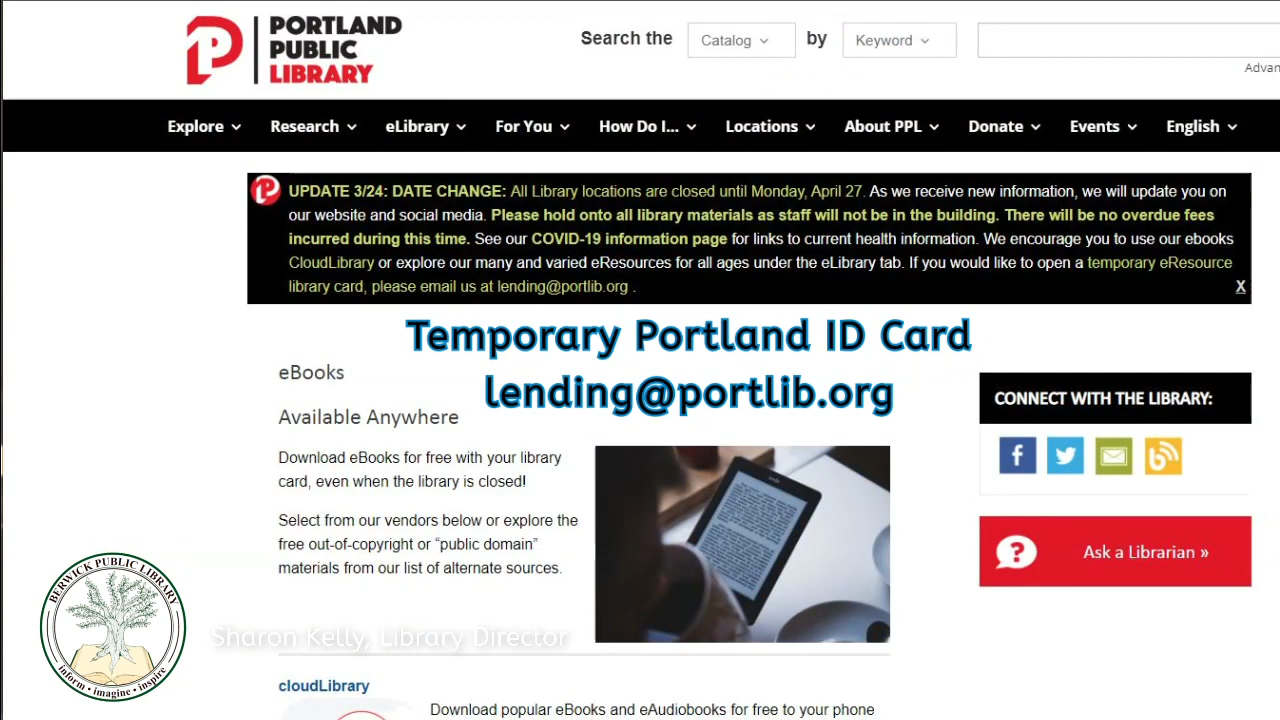 PORTLAND
PUBLIC
LIBRARY
Search the Catalog by Keyword
Explore Research eLibrary For You How Do I... Locations About PPL Donate Events English
UPDATE 3/24: DATE CHANGE: All Library locations are closed until Monday, April 27. As we receive new information, we will update you on
our website and social media. Please hold onto all library materials as staff will not be in the building. There will be no overdue fees
incurred during this time. See our COVID-19 information page for links to current health information. We encourage you to use our ebooks
CloudLibrary or explore our many and varied eResources for all ages under the eLibrary tab. If you would like to open a temporary eResource
library card, please email us at lending@portlib.org .
X
Temporary Portland ID Card
lending@portlib.org
eBooks
Available Anywhere
Download eBooks for free with your library
card, even when the library is closed!
Select from our vendors below or explore the
free out-of-copyright or “public domain”
materials from our list of alternate sources.
CONNECT WITH THE LIBRARY:
Ask a Librarian »
BERWICK PUBLIC LIBRARY
inform • imagine • inspire
Sharon Kelly, Library Director
cloudLibrary
Download popular eBooks and eAudiobooks for free to your phone